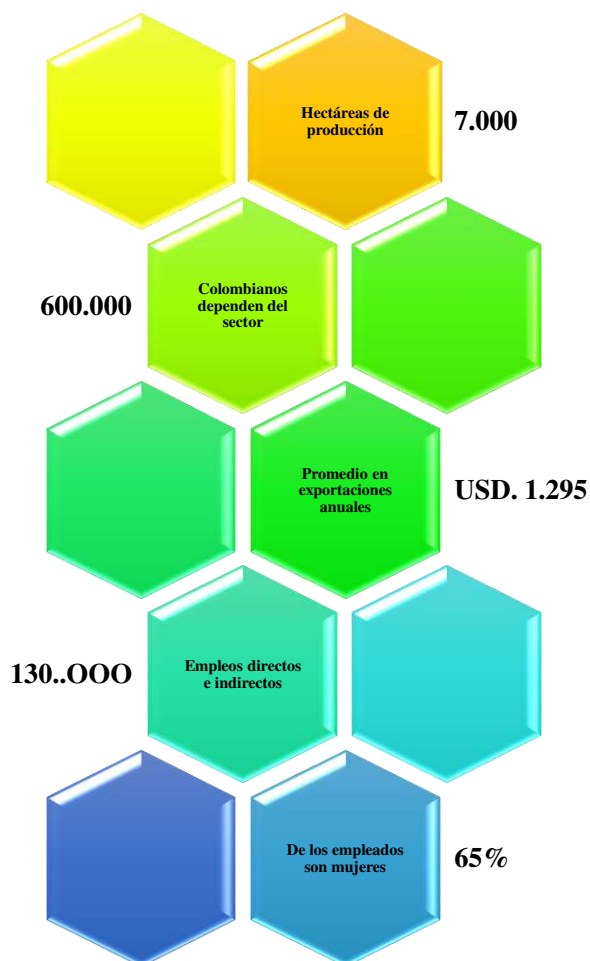 Hectáreas de
producción
7.000
600.000
Colombianos
dependen del
sector
Promedio en
exportaciones
anuales
USD. 1.295
130..OOO
Empleos directos
e indirectos
De los empleados
son mujeres
65%